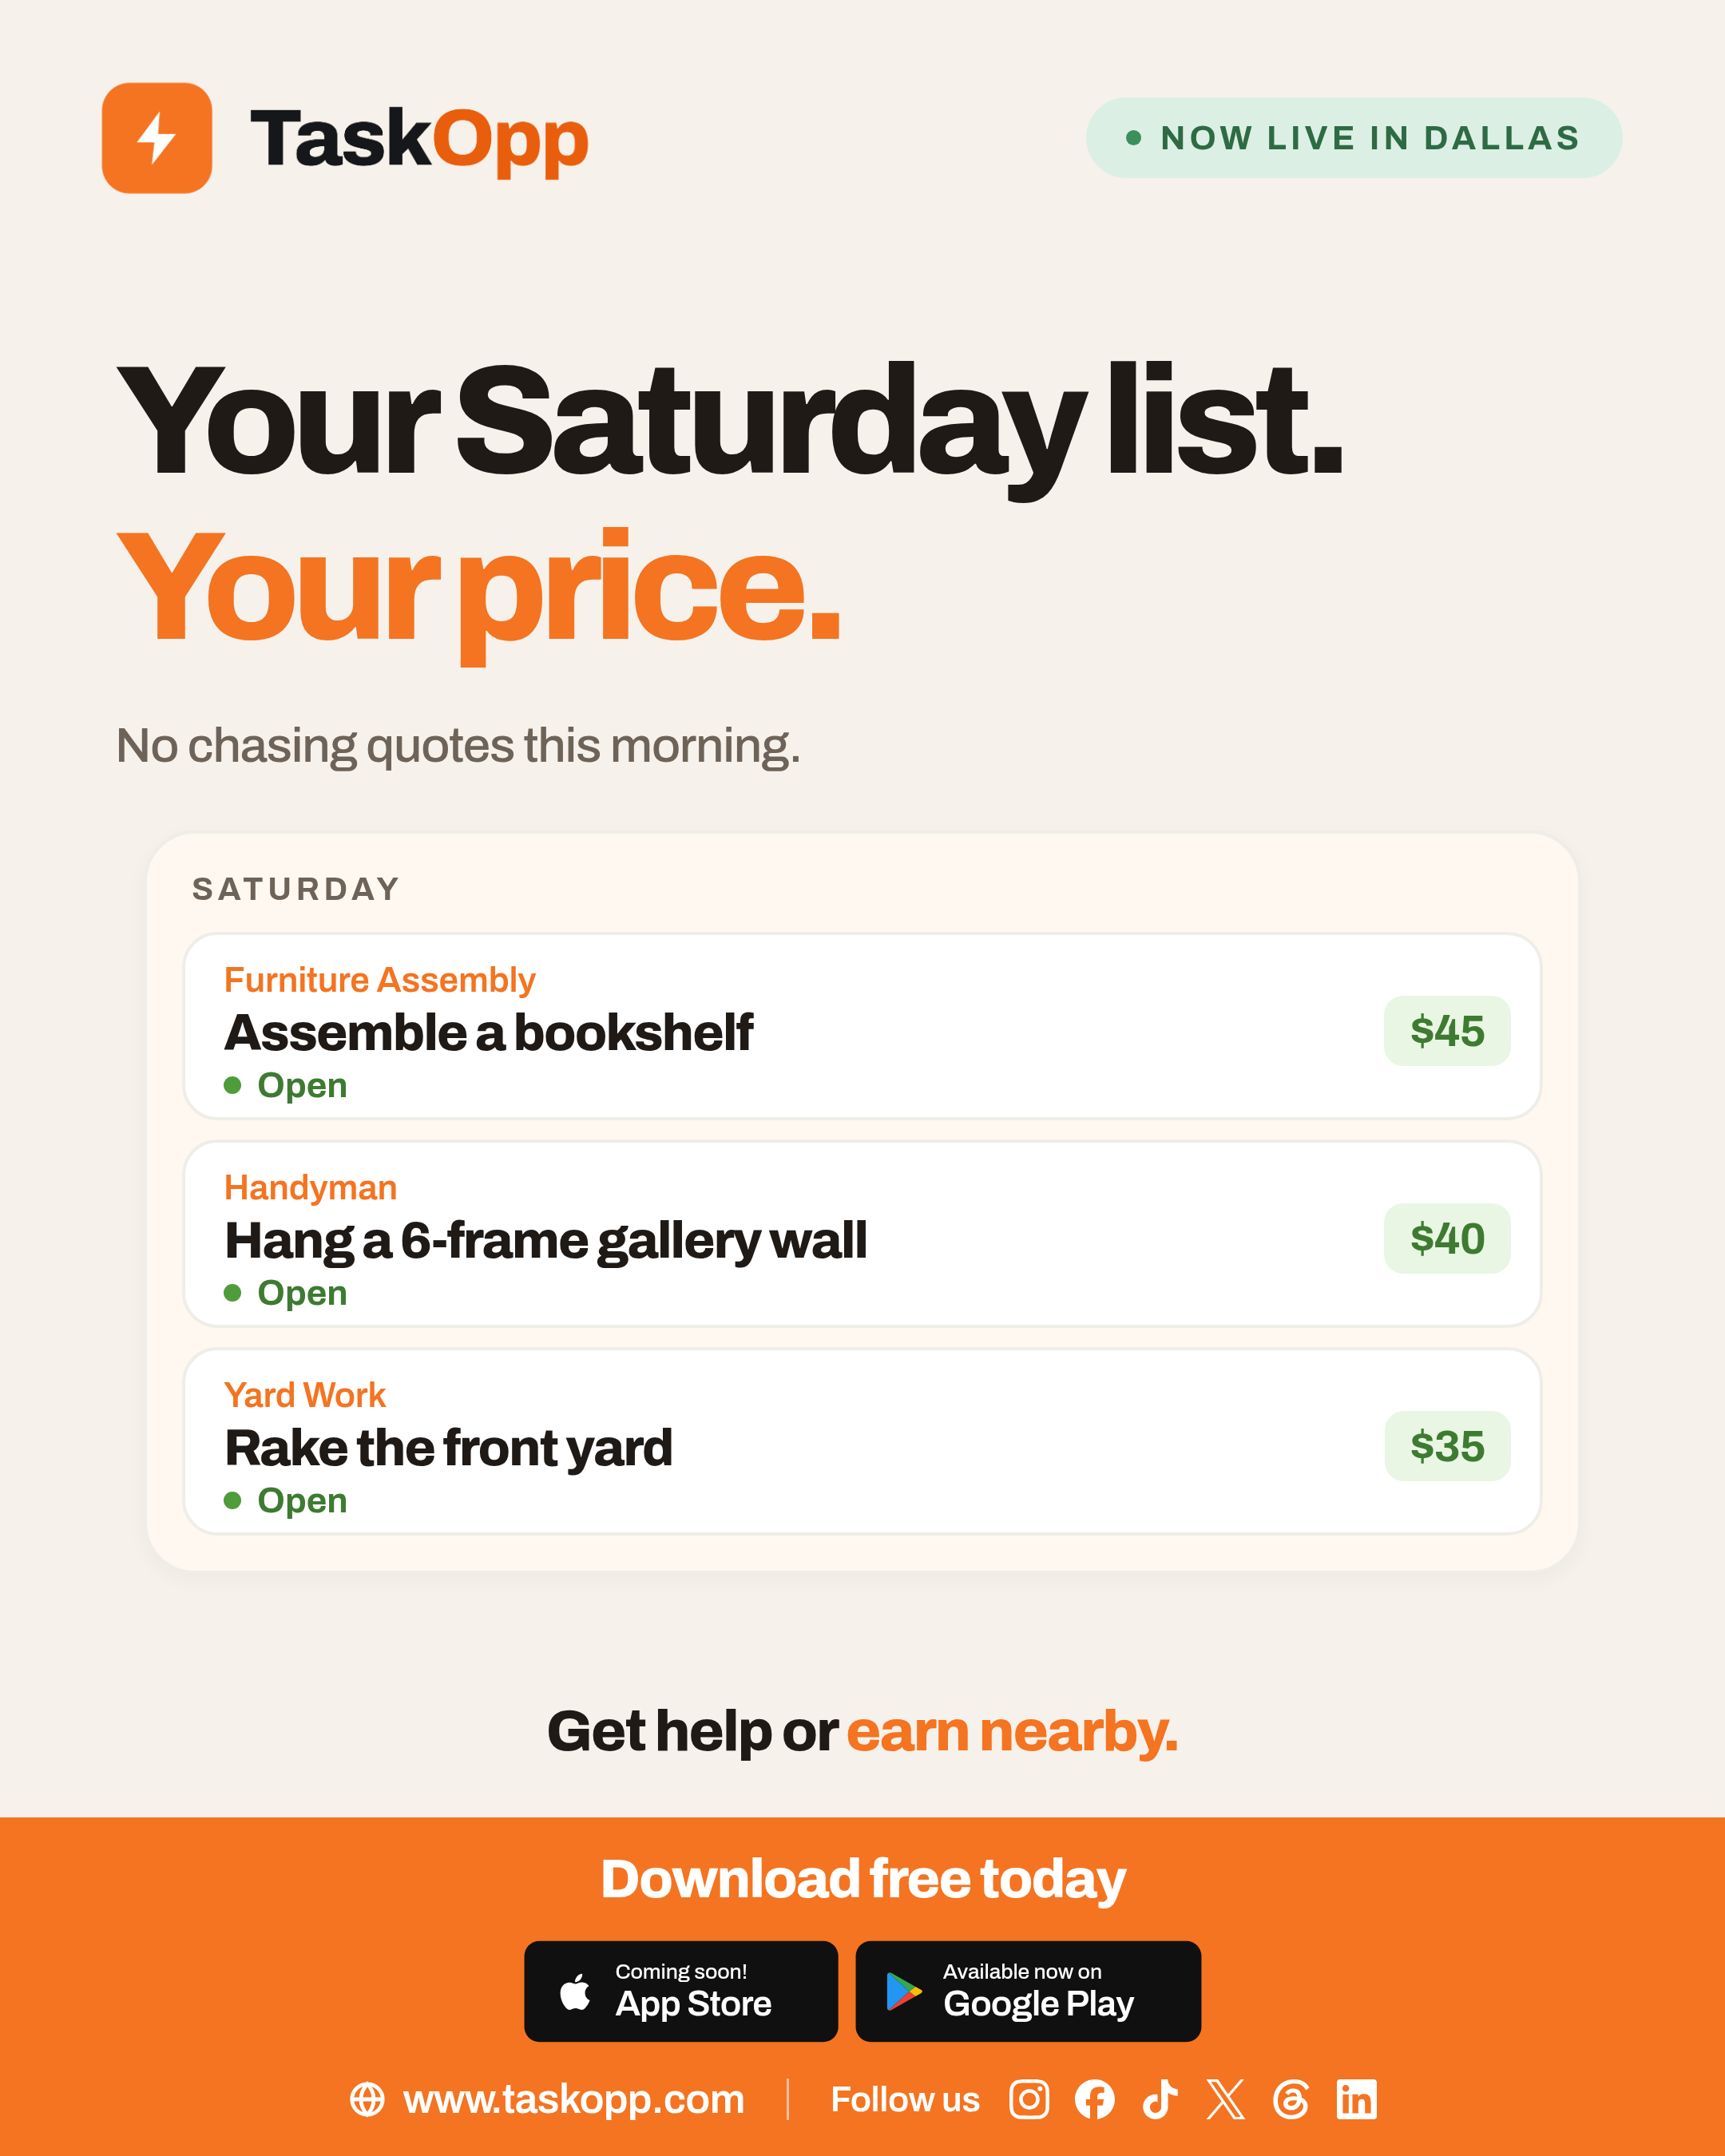 TaskOpp
NOW LIVE IN DALLAS
Your Saturday list.
Your price.
No chasing quotes this morning.
SATURDAY
Furniture Assembly
Assemble a bookshelf
$45
Open
Handyman
Hang a 6-frame gallery wall
$40
Open
Yard Work
Rake the front yard
$35
Open
Get help or earn nearby.
Download free today
Coming soon!
App Store
Available now on
Google Play
www.taskopp.com
Follow us